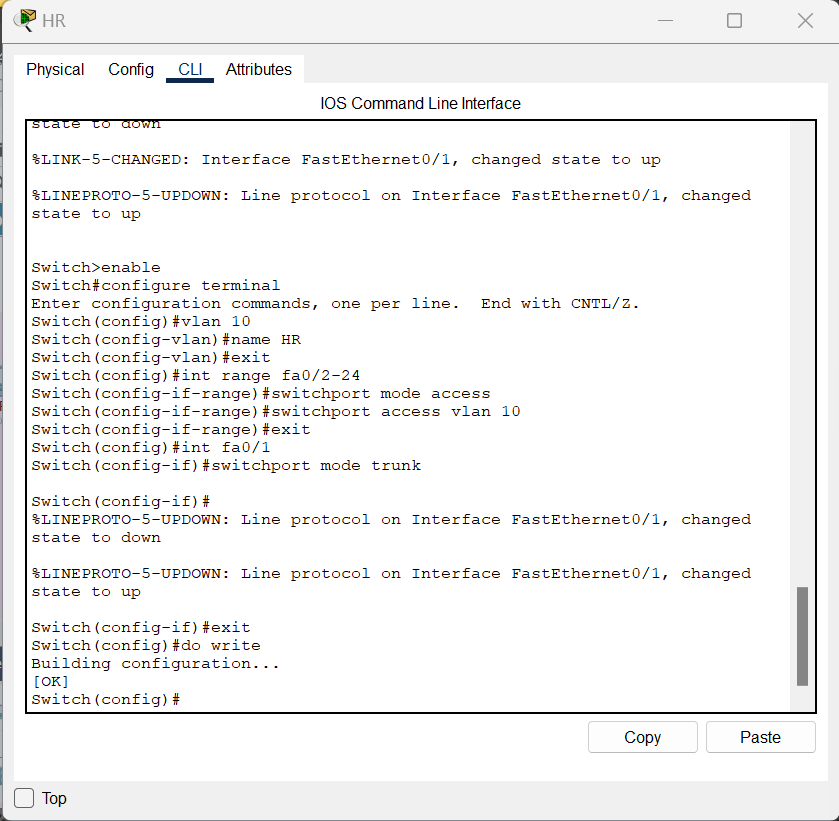 HR
Physical Config CLI Attributes
IOS Command Line Interface
state to down
%LINK-5-CHANGED: Interface FastEthernet0/1, changed state to up
%LINEPROTO-5-UPDOWN: Line protocol on Interface FastEthernet0/1, changed
state to up
Switch>enable
Switch#configure terminal
Enter configuration commands, one per line.  End with CNTL/Z.
Switch(config)#vlan 10
Switch(config-vlan)#name HR
Switch(config-vlan)#exit
Switch(config)#int range fa0/2-24
Switch(config-if-range)#switchport mode access
Switch(config-if-range)#switchport access vlan 10
Switch(config-if-range)#exit
Switch(config)#int fa0/1
Switch(config-if)#switchport mode trunk
Switch(config-if)#
%LINEPROTO-5-UPDOWN: Line protocol on Interface FastEthernet0/1, changed
state to down
%LINEPROTO-5-UPDOWN: Line protocol on Interface FastEthernet0/1, changed
state to up
Switch(config-if)#exit
Switch(config)#do write
Building configuration...
[OK]
Switch(config)#
Copy Paste
Top